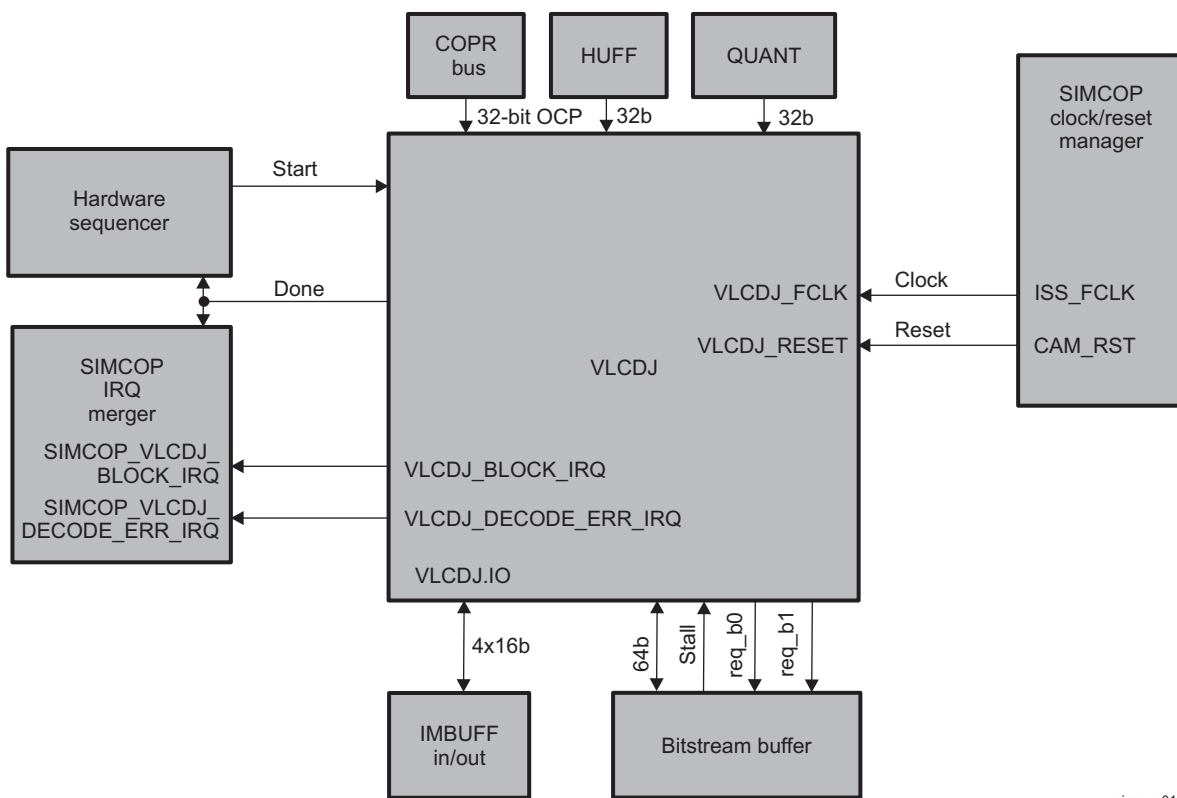 COPR
bus
HUFF
QUANT
SIMCOP
clock/reset
manager
32-bit OCP
32b
32b
Hardware
sequencer
Start
Done
Clock
Reset
VLCDJ_FCLK
VLCDJ_RESET
ISS_FCLK
CAM_RST
VLCDJ
SIMCOP
IRQ
merger
SIMCOP_VLCDJ_
BLOCK_IRQ
SIMCOP_VLCDJ_
DECODE_ERR_IRQ
VLCDJ_BLOCK_IRQ
VLCDJ_DECODE_ERR_IRQ
VLCDJ.IO
4x16b
64b
Stall
req_b0
req_b1
IMBUFF
in/out
Bitstream buffer